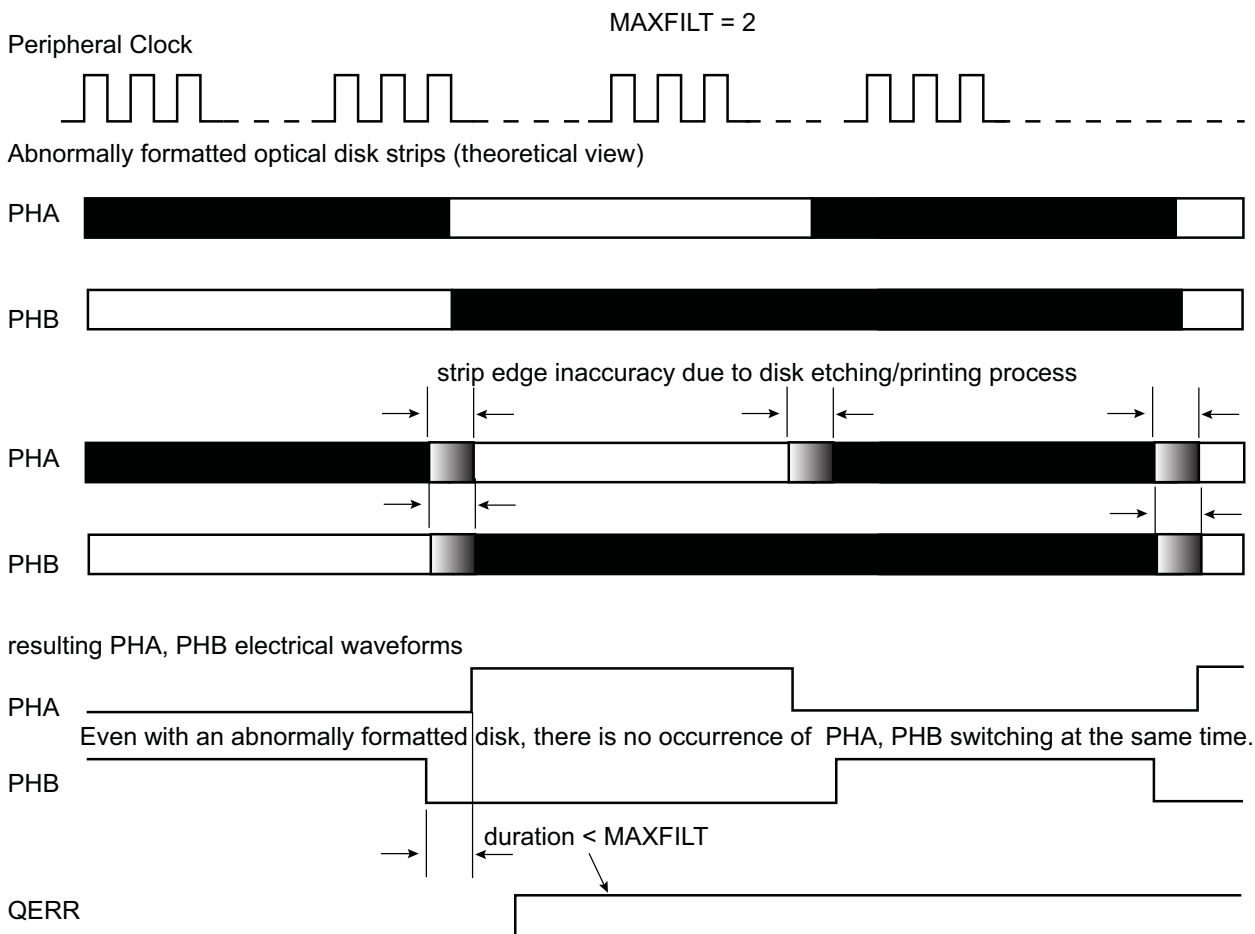 MAXFILT = 2
Peripheral Clock
Abnormally formatted optical disk strips (theoretical view)
PHA
PHB
strip edge inaccuracy due to disk etching/printing process
PHA
PHB
resulting PHA, PHB electrical waveforms
PHA
Even with an abnormally formatted disk, there is no occurrence of PHA, PHB switching at the same time.
PHB
duration < MAXFILT
QERR